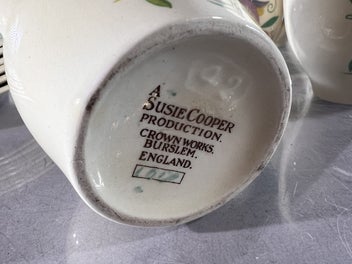 A
SUSIE COOPER
PRODUCTION.
CROWN WORKS.
BURSLEM.
ENGLAND.